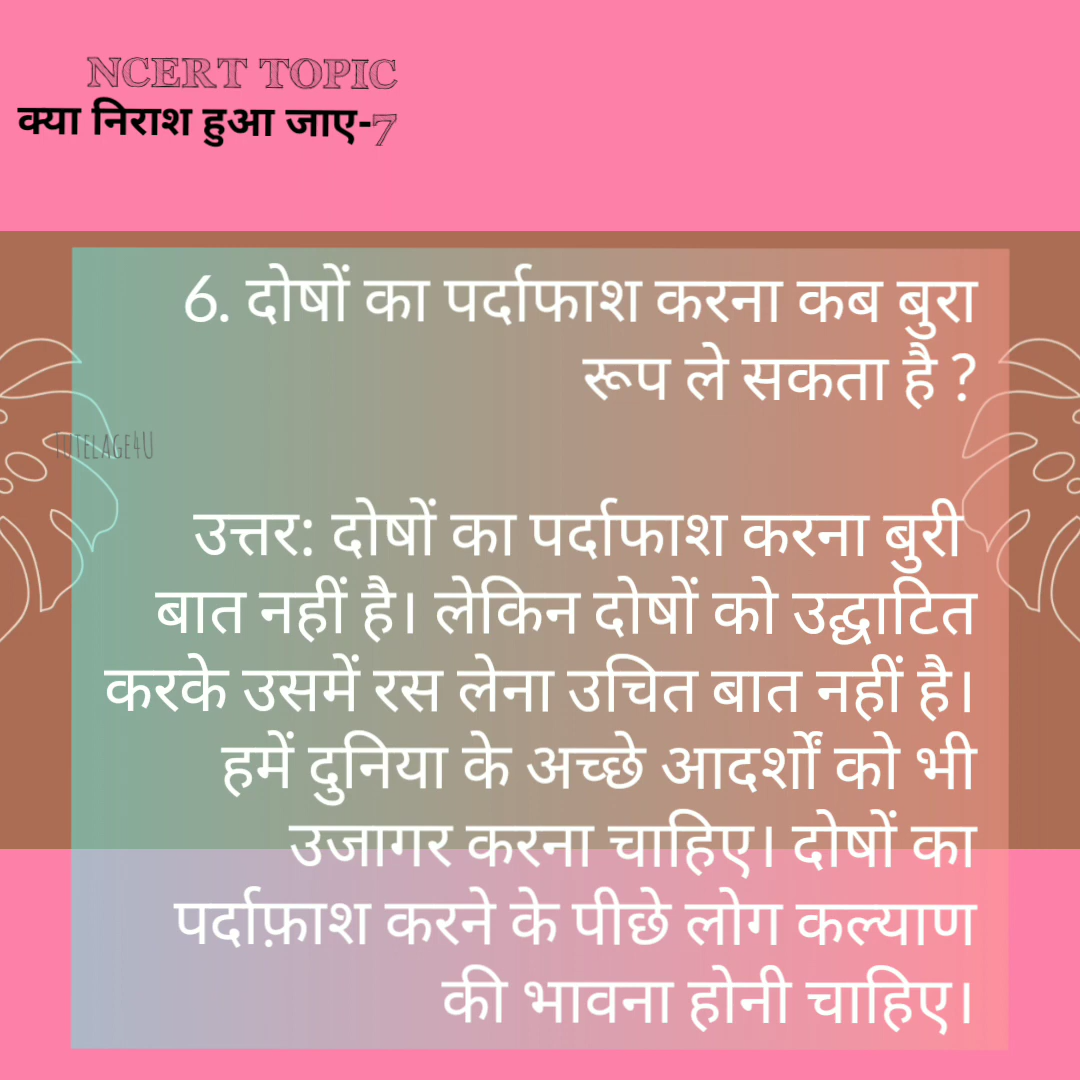 NCERT TOPIC
क्या निराश हुआ जाए-7
6. दोषों का पर्दाफाश करना कब बुरा
रूप ले सकता है ?
TUTELAGE4U
उत्तर: दोषों का पर्दाफाश करना बुरी
बात नहीं है। लेकिन दोषों को उद्घाटित
करके उसमें रस लेना उचित बात नहीं है।
हमें दुनिया के अच्छे आदर्शों को भी
उजागर करना चाहिए। दोषों का
पर्दाफ़ाश करने के पीछे लोग कल्याण
की भावना होनी चाहिए।